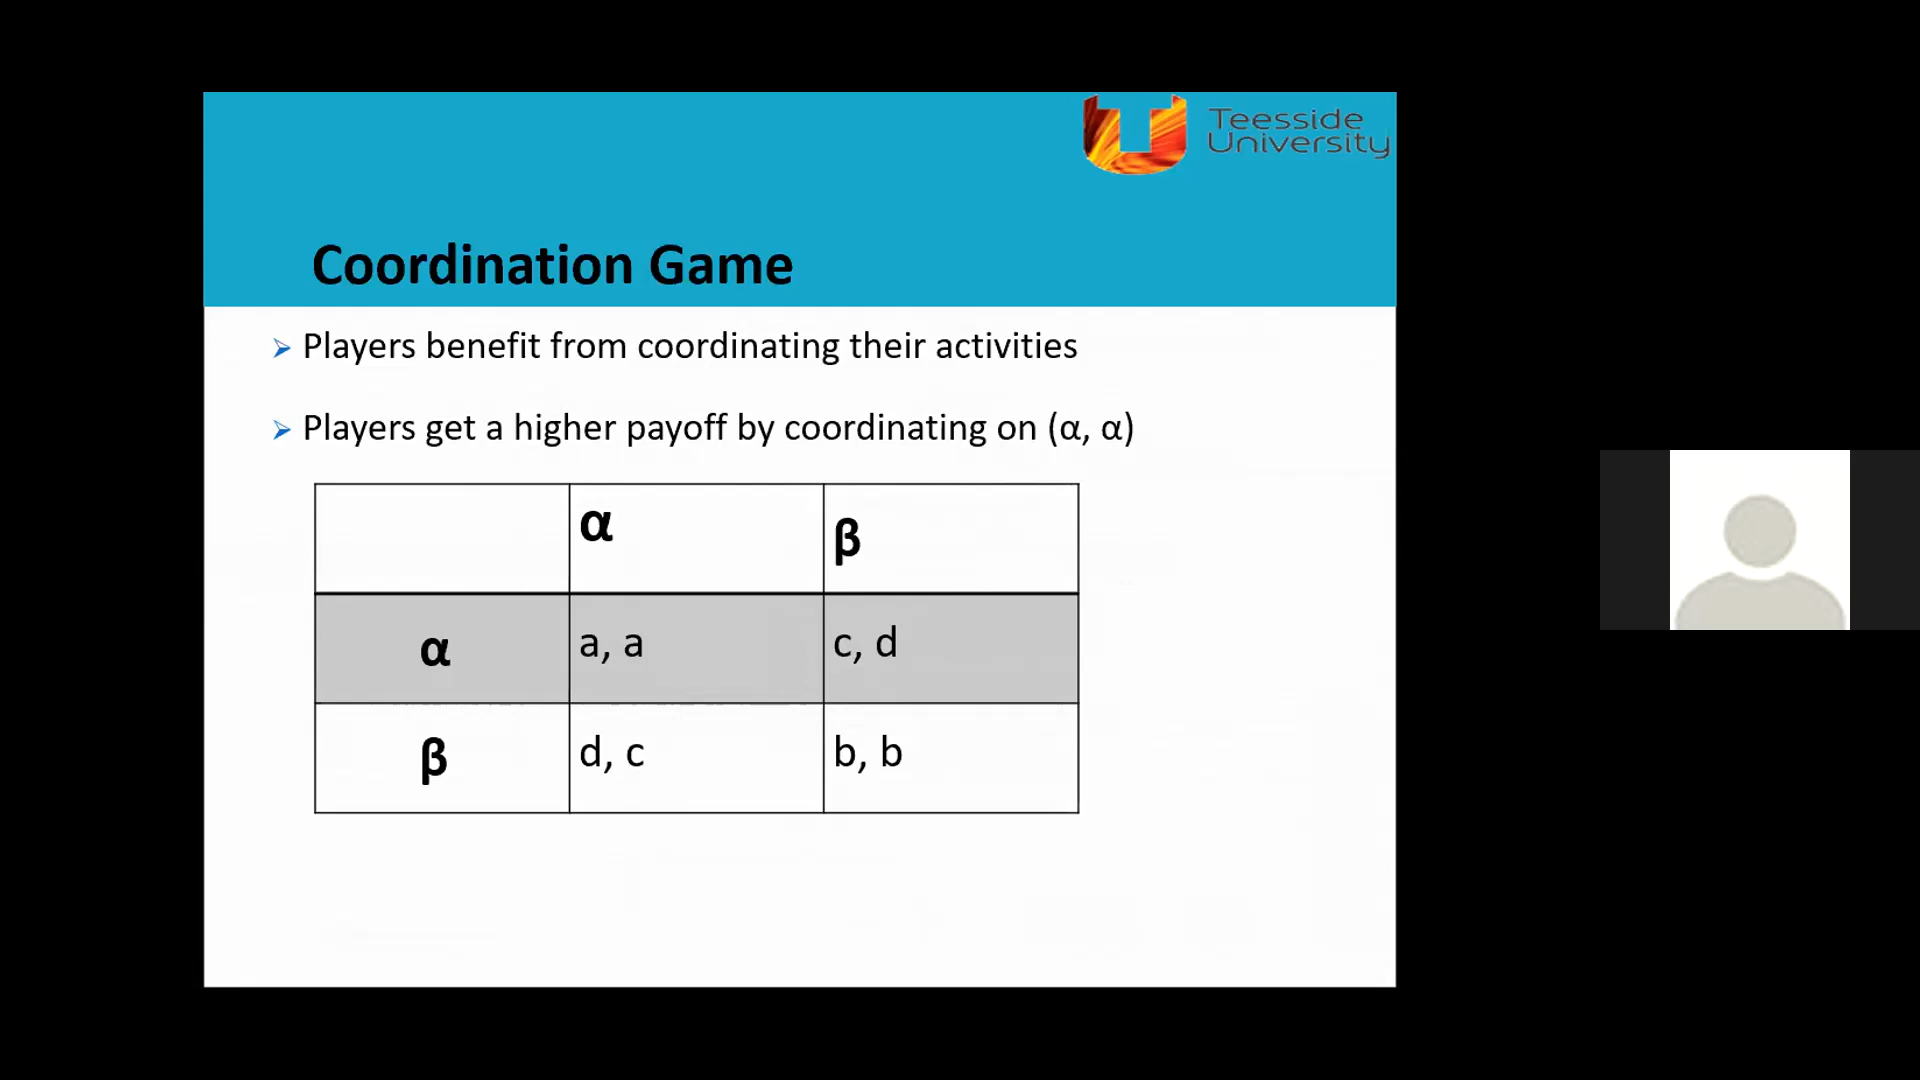 Teesside
University
Coordination Game
Players benefit from coordinating their activities
Players get a higher payoff by coordinating on (α, α)
α β
α a, a c, d
β d, c b, b